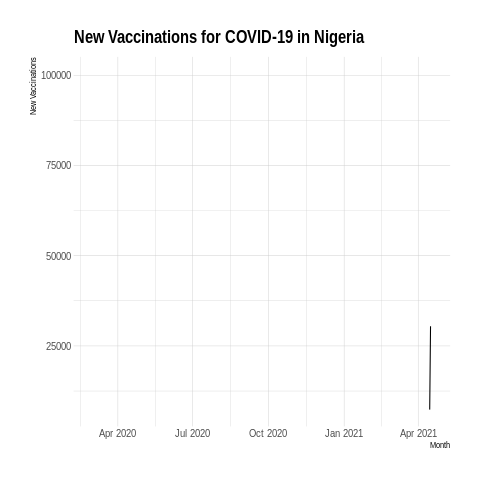 New Vaccinations for COVID-19 in Nigeria
New Vaccinations
100000
75000
50000
25000
Apr 2020 Jul 2020 Oct 2020 Jan 2021 Apr 2021
Month